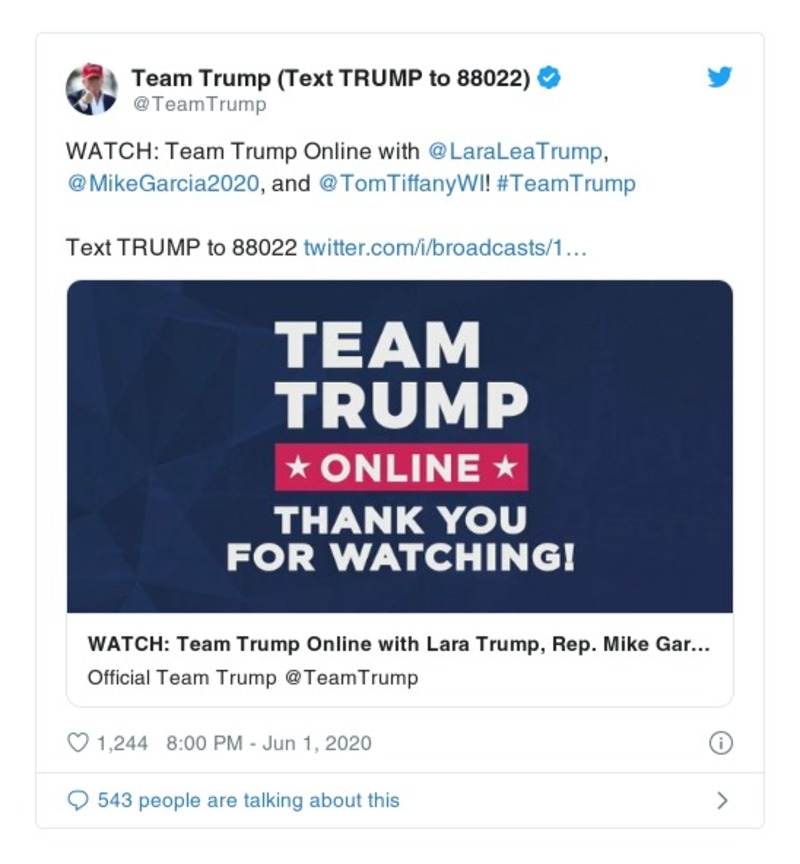 Team Trump (Text TRUMP to 88022)
@TeamTrump
WATCH: Team Trump Online with @LaraLeaTrump,
@MikeGarcia2020, and @TomTiffanyWI! #TeamTrump
Text TRUMP to 88022 twitter.com/i/broadcasts/1…
TEAM
TRUMP
★ ONLINE ★
THANK YOU
FOR WATCHING!
WATCH: Team Trump Online with Lara Trump, Rep. Mike Gar...
Official Team Trump @TeamTrump
1,244 8:00 PM - Jun 1, 2020
543 people are talking about this